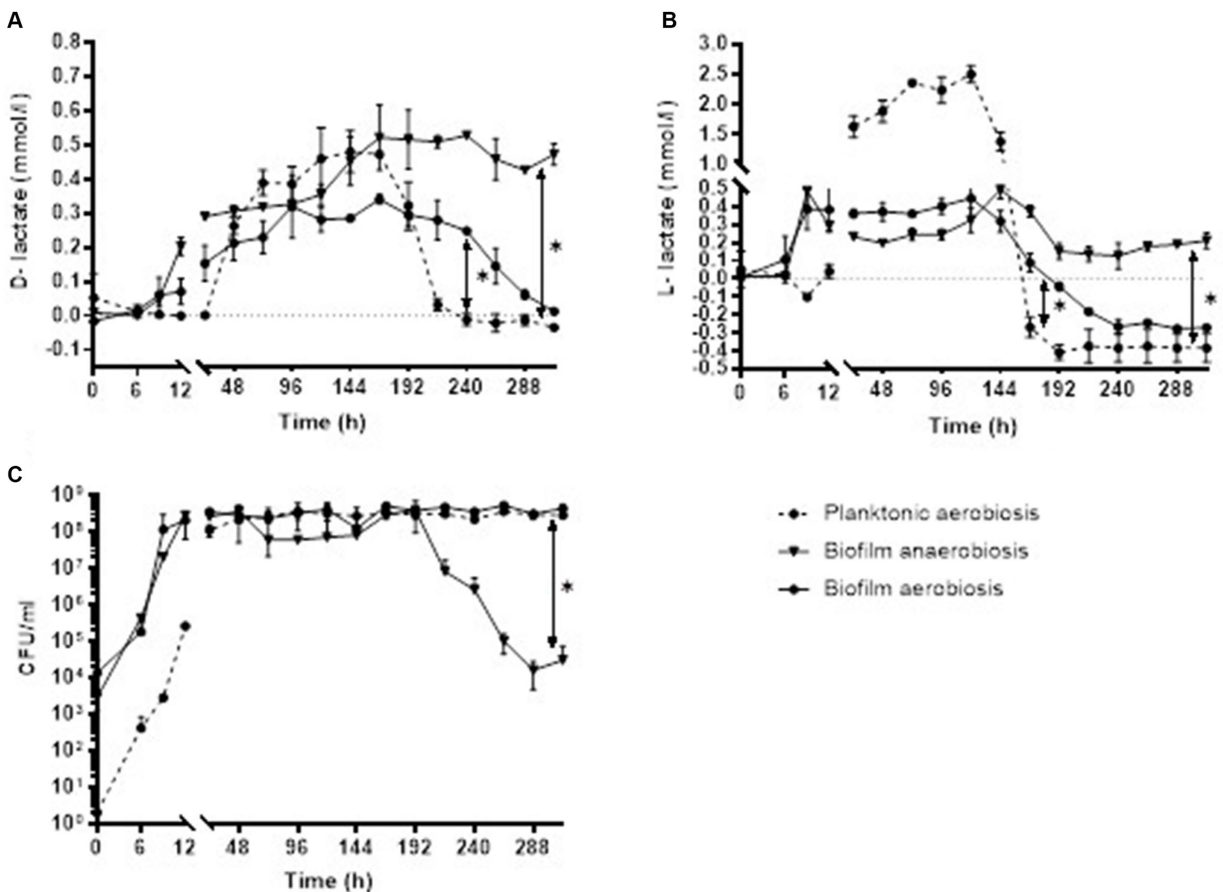 A
D- lactate (mmol/l)
0.8
0.7
0.6
0.5
0.4
0.3
0.2
0.1
0.0
-0.1
*
*
0 6 12 48 96 144 192 240 288
Time (h)
B
L- lactate (mmol/l)
3.0
2.5
2.0
1.5
1.0
0.5
0.4
0.3
0.2
0.1
0.0
-0.1
-0.2
-0.3
-0.4
-0.5
*
*
0 6 12 48 96 144 192 240 288
Time (h)
C
CFU/ml
10⁹
10⁸
10⁷
10⁶
10⁵
10⁴
10³
10²
10¹
10⁰
*
0 6 12 48 96 144 192 240 288
Time (h)
Planktonic aerobiosis
Biofilm anaerobiosis
Biofilm aerobiosis